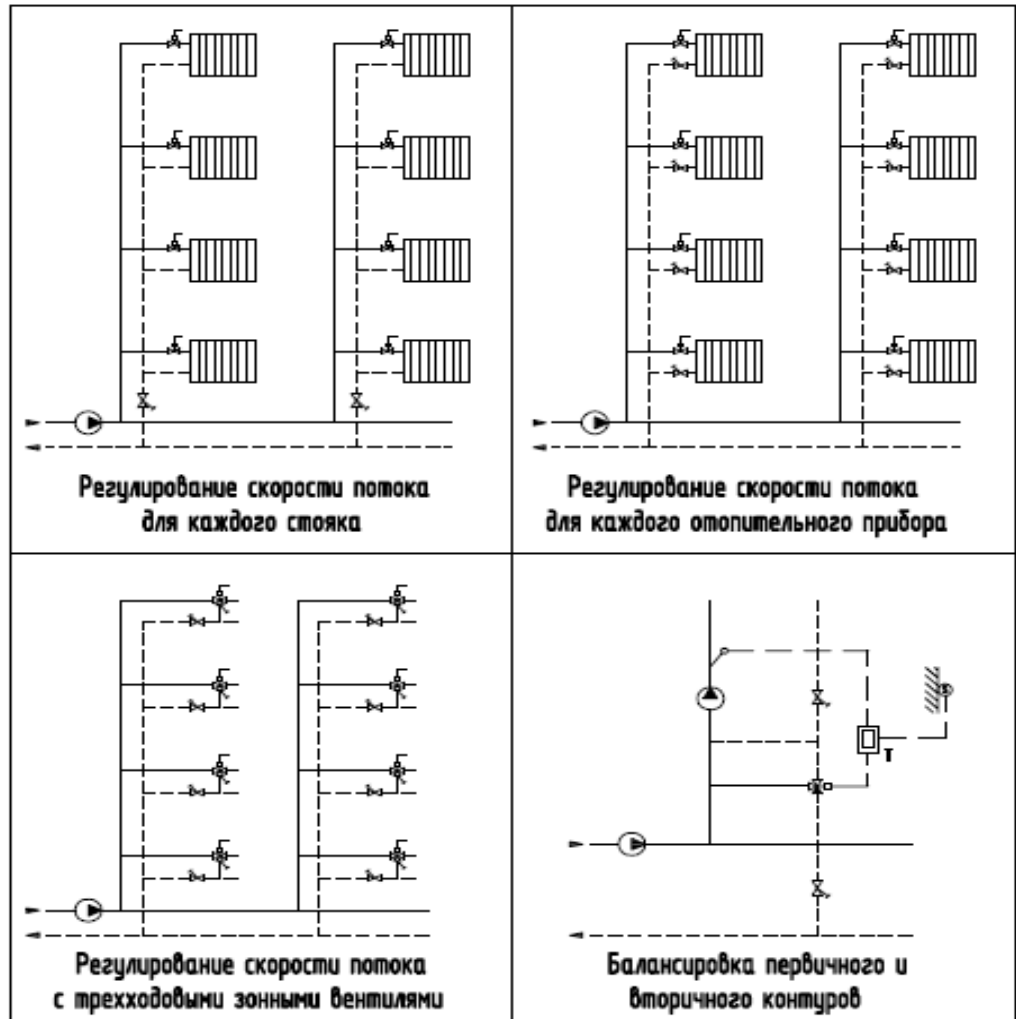 Регулирование скорости потока
для каждого стояка
Регулирование скорости потока
для каждого отопительного прибора
T
Регулирование скорости потока
с трехходовыми зонными вентилями
Балансировка первичного и
вторичного контуров